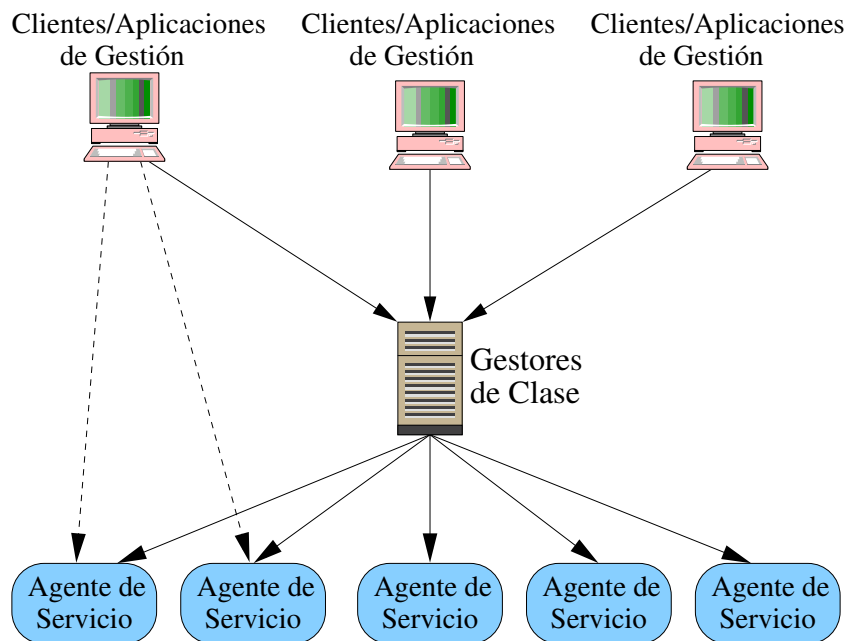 Clientes/Aplicaciones
de Gestión
Clientes/Aplicaciones
de Gestión
Clientes/Aplicaciones
de Gestión
Gestores
de Clase
Agente de
Servicio
Agente de
Servicio
Agente de
Servicio
Agente de
Servicio
Agente de
Servicio